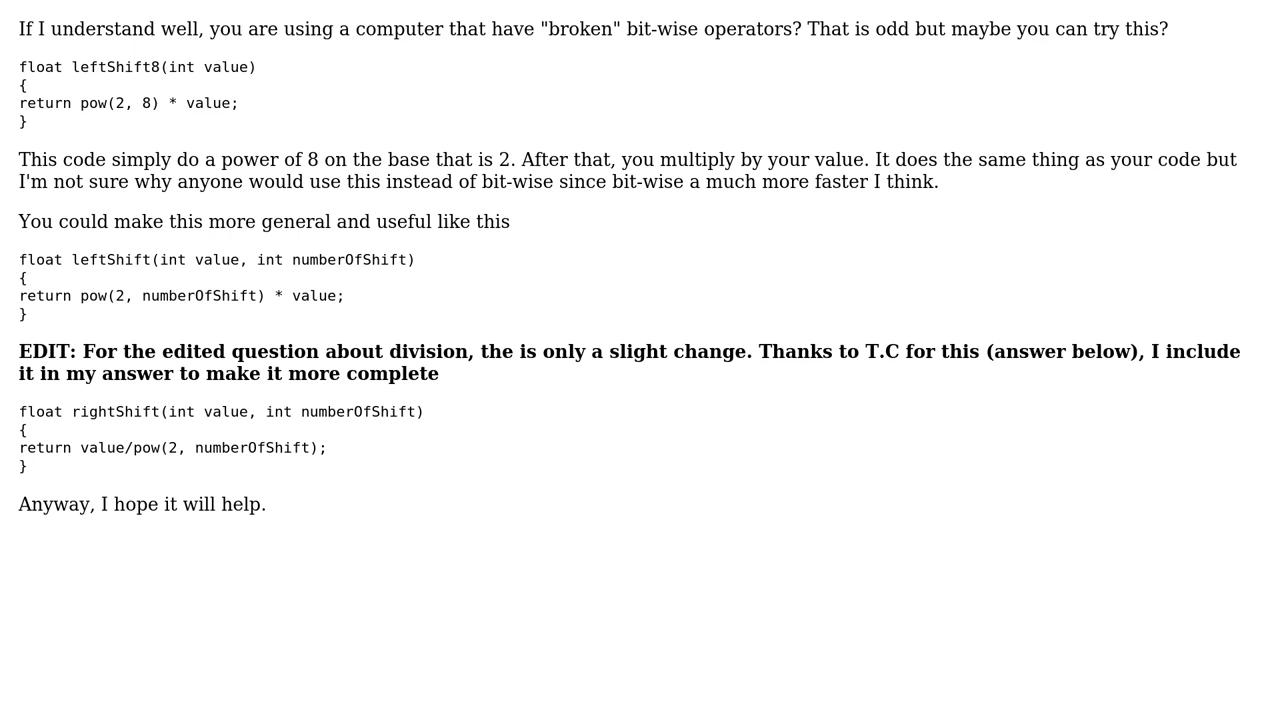 If I understand well, you are using a computer that have "broken" bit-wise operators? That is odd but maybe you can try this?
float leftShift8(int value)
{
return pow(2, 8) * value;
}
This code simply do a power of 8 on the base that is 2. After that, you multiply by your value. It does the same thing as your code but
I'm not sure why anyone would use this instead of bit-wise since bit-wise a much more faster I think.
You could make this more general and useful like this
float leftShift(int value, int numberOfShift)
{
return pow(2, numberOfShift) * value;
}
EDIT: For the edited question about division, the is only a slight change. Thanks to T.C for this (answer below), I include
it in my answer to make it more complete
float rightShift(int value, int numberOfShift)
{
return value/pow(2, numberOfShift);
}
Anyway, I hope it will help.